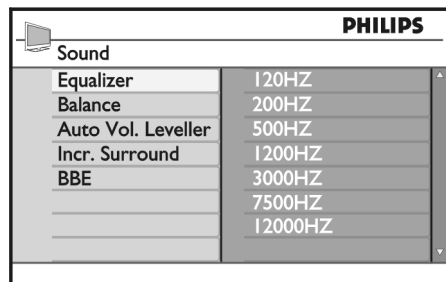 PHILIPS
Sound
Equalizer 120HZ
Balance 200HZ
Auto Vol. Leveller 500HZ
Incr. Surround 1200HZ
BBE 3000HZ
7500HZ
12000HZ